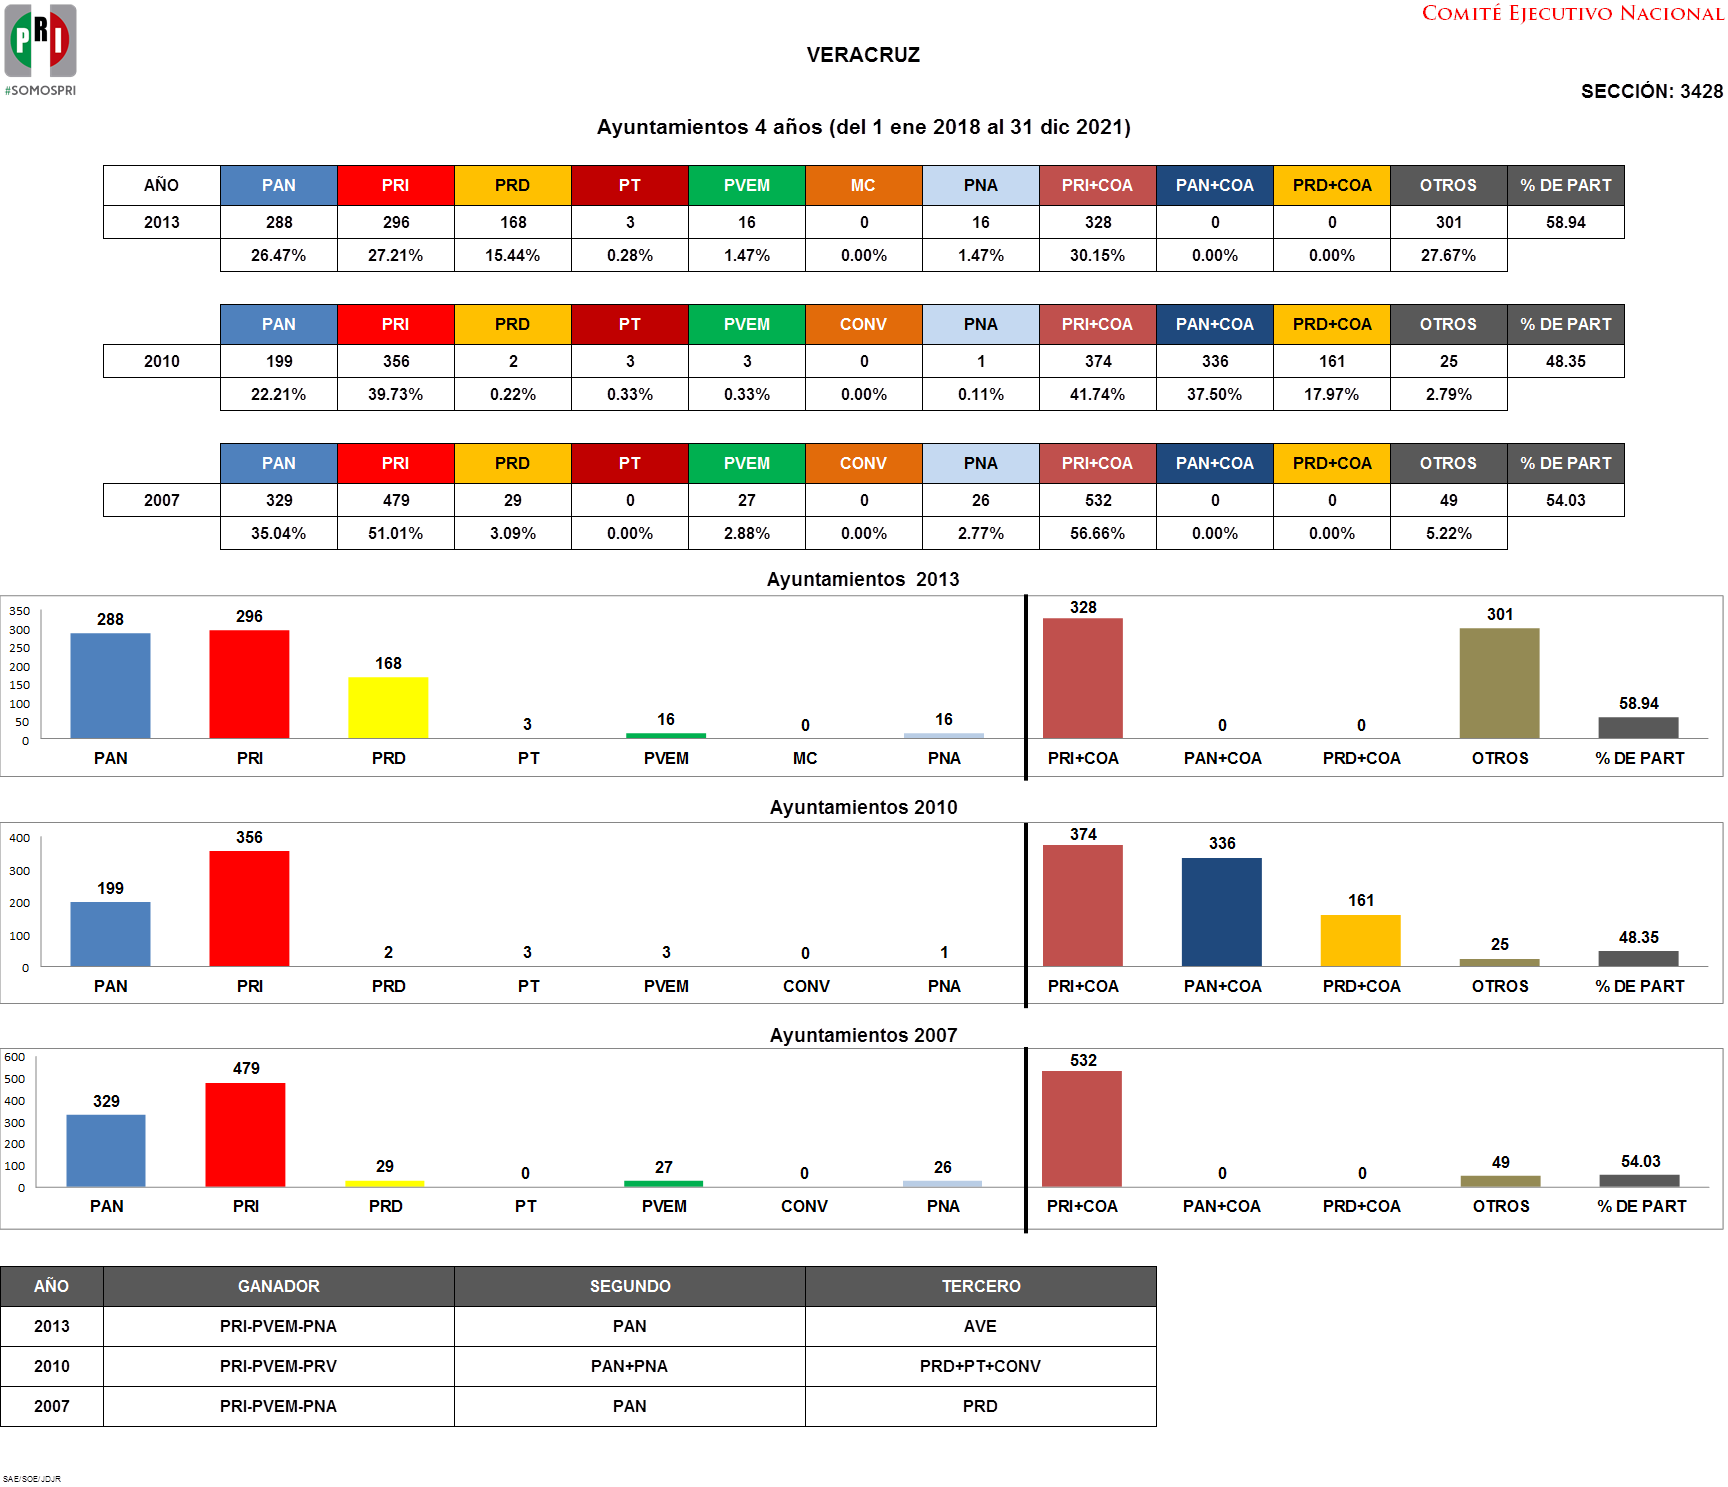 PRI
#SOMOSPRI
COMITÉ EJECUTIVO NACIONAL
VERACRUZ
SECCIÓN: 3428
Ayuntamientos 4 años (del 1 ene 2018 al 31 dic 2021)
AÑO PAN PRI PRD PT PVEM MC PNA PRI+COA PAN+COA PRD+COA OTROS % DE PART
2013 288 296 168 3 16 0 16 328 0 0 301 58.94
26.47% 27.21% 15.44% 0.28% 1.47% 0.00% 1.47% 30.15% 0.00% 0.00% 27.67%
PAN PRI PRD PT PVEM CONV PNA PRI+COA PAN+COA PRD+COA OTROS % DE PART
2010 199 356 2 3 3 0 1 374 336 161 25 48.35
22.21% 39.73% 0.22% 0.33% 0.33% 0.00% 0.11% 41.74% 37.50% 17.97% 2.79%
PAN PRI PRD PT PVEM CONV PNA PRI+COA PAN+COA PRD+COA OTROS % DE PART
2007 329 479 29 0 27 0 26 532 0 0 49 54.03
35.04% 51.01% 3.09% 0.00% 2.88% 0.00% 2.77% 56.66% 0.00% 0.00% 5.22%
Ayuntamientos 2013
350
300
250
200
150
100
50
0
288 296 168 3 16 0 16 328 0 0 301 58.94
PAN PRI PRD PT PVEM MC PNA PRI+COA PAN+COA PRD+COA OTROS % DE PART
Ayuntamientos 2010
400
300
200
100
0
199 356 2 3 3 0 1 374 336 161 25 48.35
PAN PRI PRD PT PVEM CONV PNA PRI+COA PAN+COA PRD+COA OTROS % DE PART
Ayuntamientos 2007
600
500
400
300
200
100
0
329 479 29 0 27 0 26 532 0 0 49 54.03
PAN PRI PRD PT PVEM CONV PNA PRI+COA PAN+COA PRD+COA OTROS % DE PART
AÑO GANADOR SEGUNDO TERCERO
2013 PRI-PVEM-PNA PAN AVE
2010 PRI-PVEM-PRV PAN+PNA PRD+PT+CONV
2007 PRI-PVEM-PNA PAN PRD
SAE/SOE/JDJR